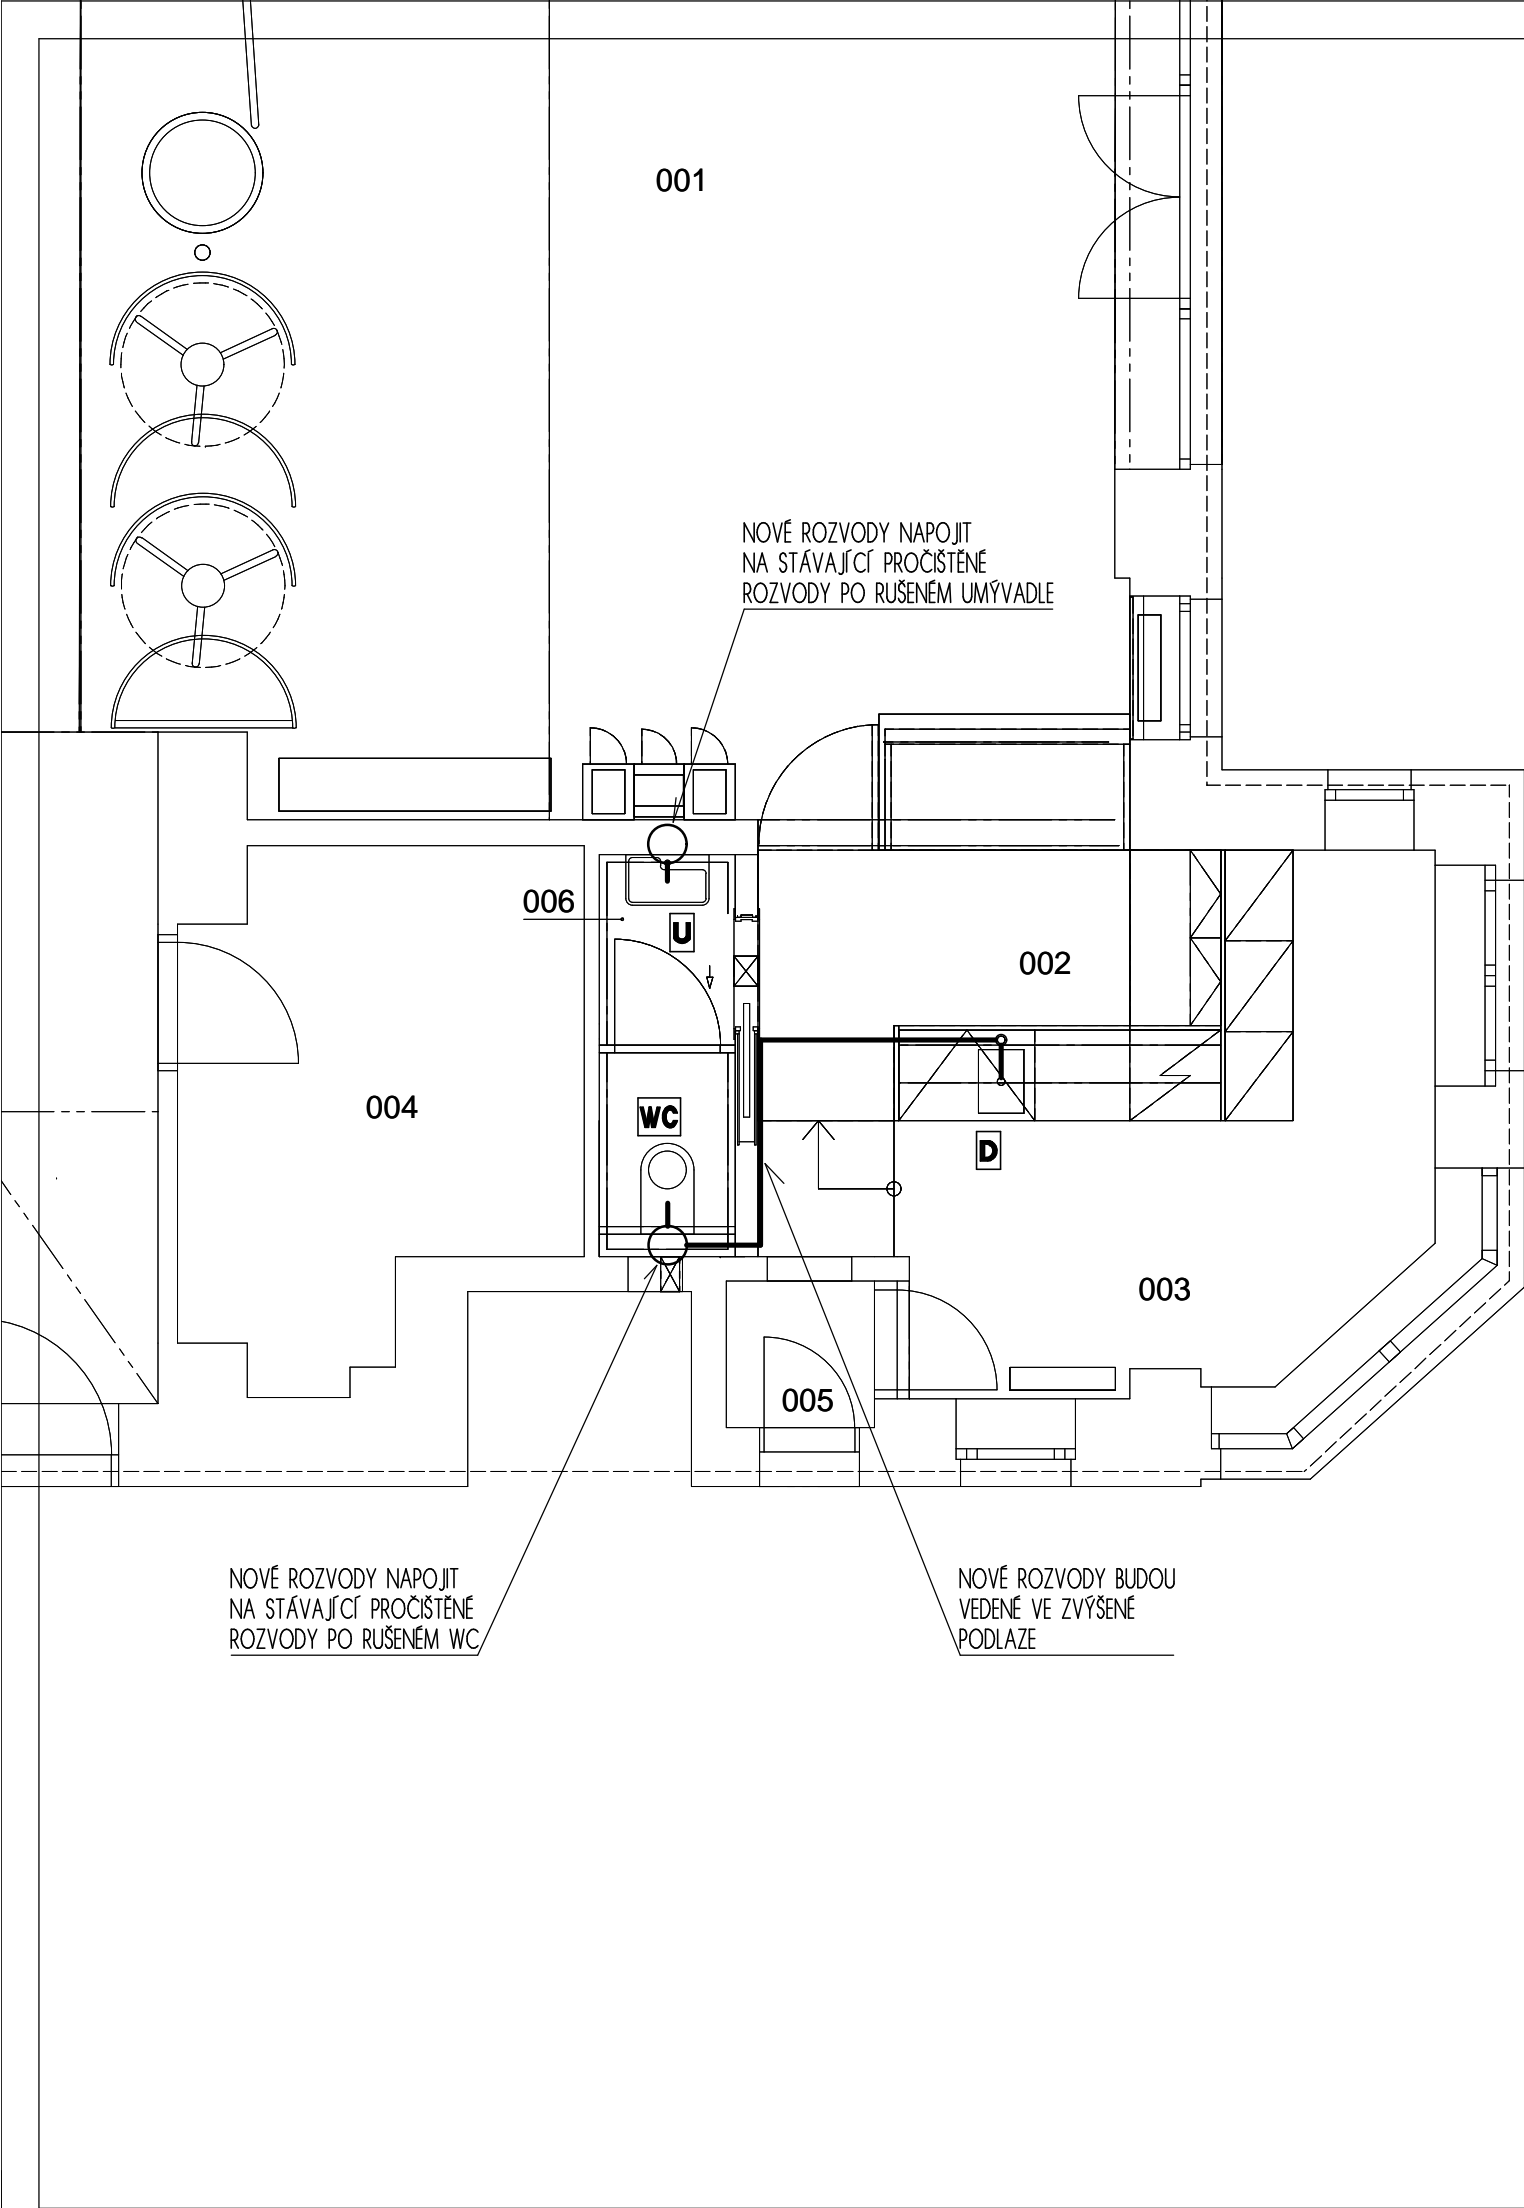 001
NOVÉ ROZVODY NAPOJIT
NA STÁVAJÍCÍ PROČIŠTĚNÉ
ROZVODY PO RUŠENÉM UMÝVADLE
006
U
002
004
WC
D
003
005
NOVÉ ROZVODY NAPOJIT
NA STÁVAJÍCÍ PROČIŠTĚNÉ
ROZVODY PO RUŠENÉM WC
NOVÉ ROZVODY BUDOU
VEDENÉ VE ZVÝŠENÉ
PODLAZE